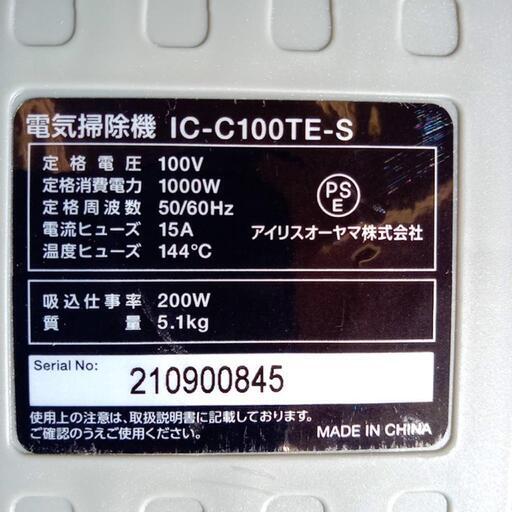 電気掃除機 IC-C100TE-S
定格電圧 100V
定格消費電力 1000W
定格周波数 50/60Hz
電流ヒューズ 15A
温度ヒューズ 144℃
PS
E
アイリスオーヤマ株式会社
吸込仕事率 200W
質量 5.1kg
Serial No: 210900845
使用上の注意は、取扱説明書に記載しております。
ご確認のうえご使用ください。
MADE IN CHINA